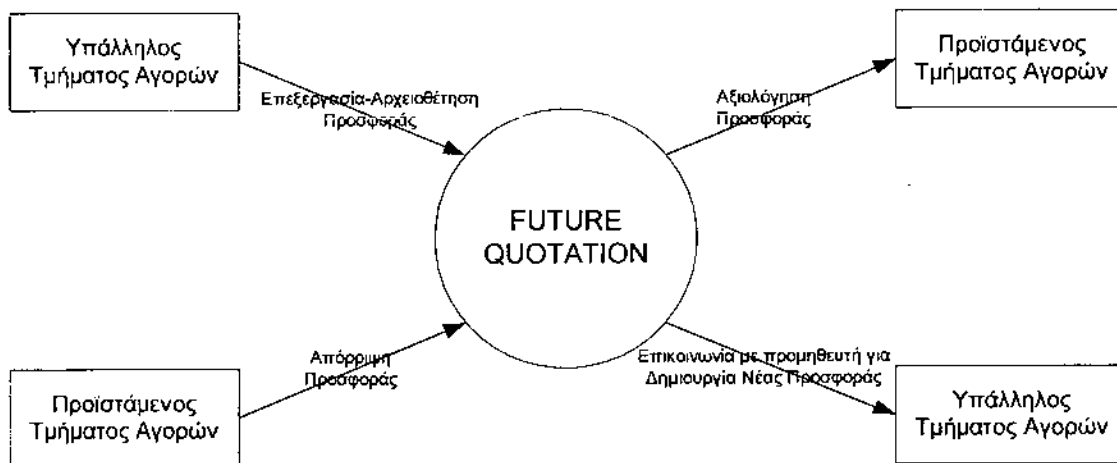 Υπάλληλος
Τμήματος Αγορών
Προϊστάμενος
Τμήματος Αγορών
Επεξεργασία-Αρχειοθέτηση
Προσφοράς
Αξιολόγηση
Προσφοράς
FUTURE
QUOTATION
Απόρριψη
Προσφοράς
Επικοινωνία με προμηθευτή για
Δημιουργία Νέας Προσφοράς
Προϊστάμενος
Τμήματος Αγορών
Υπάλληλος
Τμήματος Αγορών